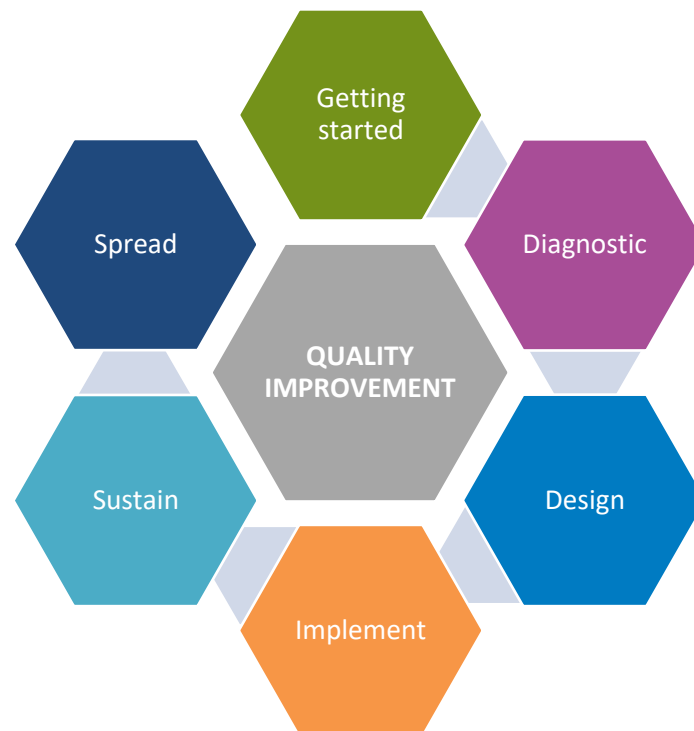 Getting
started
Diagnostic
Design
Implement
Sustain
Spread
QUALITY
IMPROVEMENT